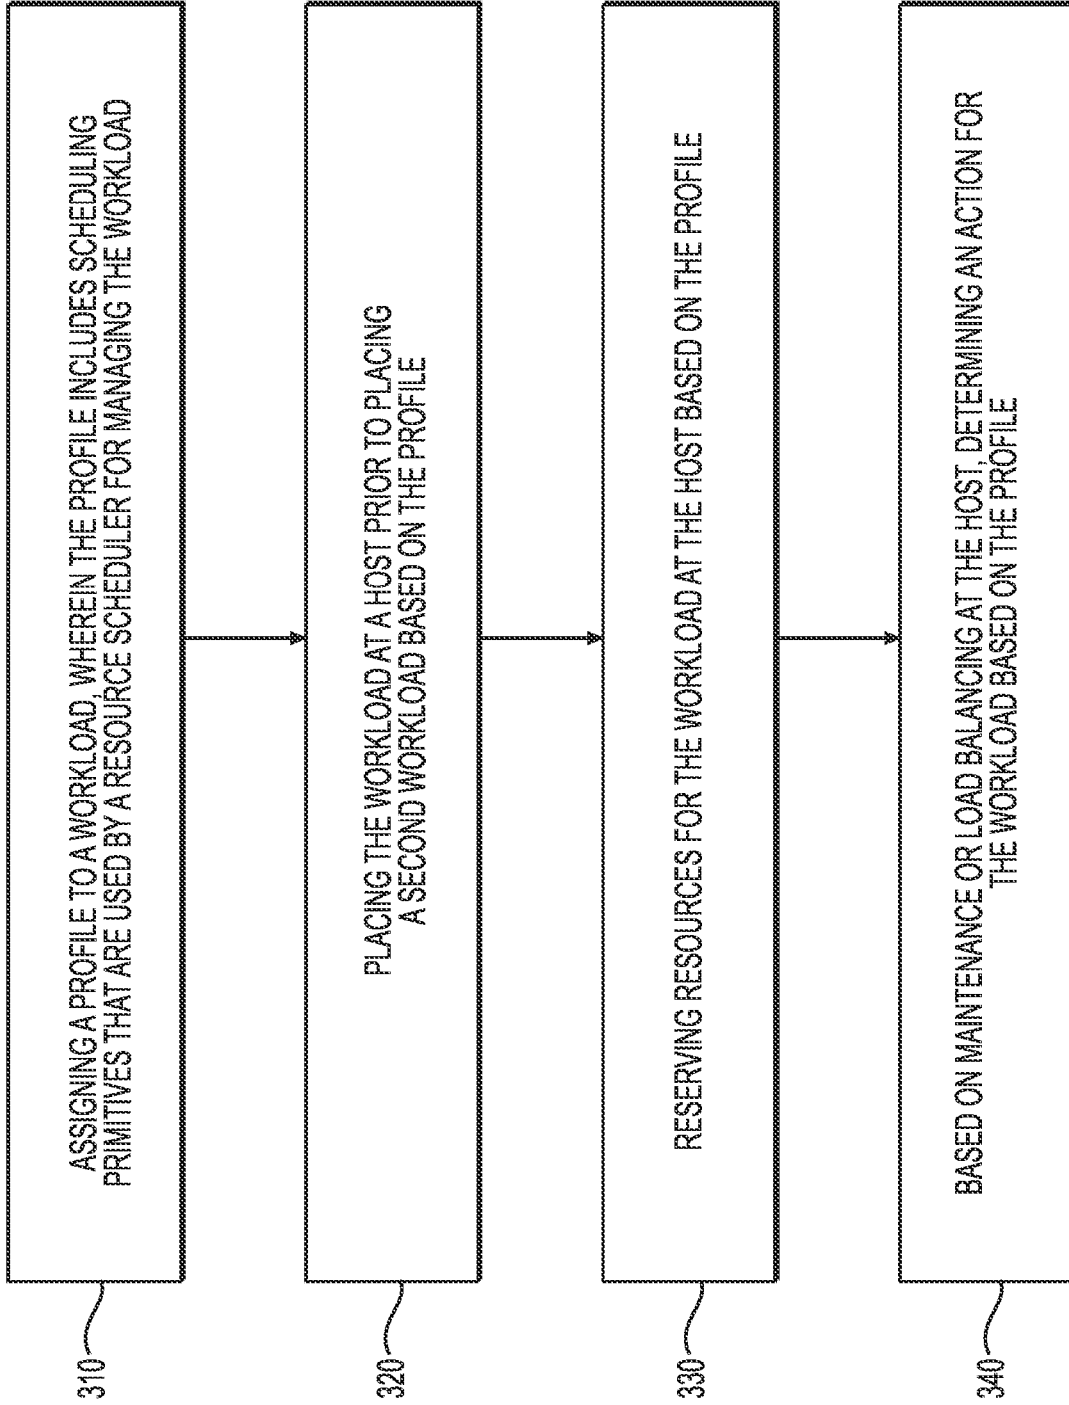 310
ASSIGNING A PROFILE TO A WORKLOAD, WHEREIN THE PROFILE INCLUDES SCHEDULING
PRIMITIVES THAT ARE USED BY A RESOURCE SCHEDULER FOR MANAGING THE WORKLOAD
320
PLACING THE WORKLOAD AT A HOST PRIOR TO PLACING
A SECOND WORKLOAD BASED ON THE PROFILE
330
RESERVING RESOURCES FOR THE WORKLOAD AT THE HOST BASED ON THE PROFILE
340
BASED ON MAINTENANCE OR LOAD BALANCING AT THE HOST, DETERMINING AN ACTION FOR
THE WORKLOAD BASED ON THE PROFILE